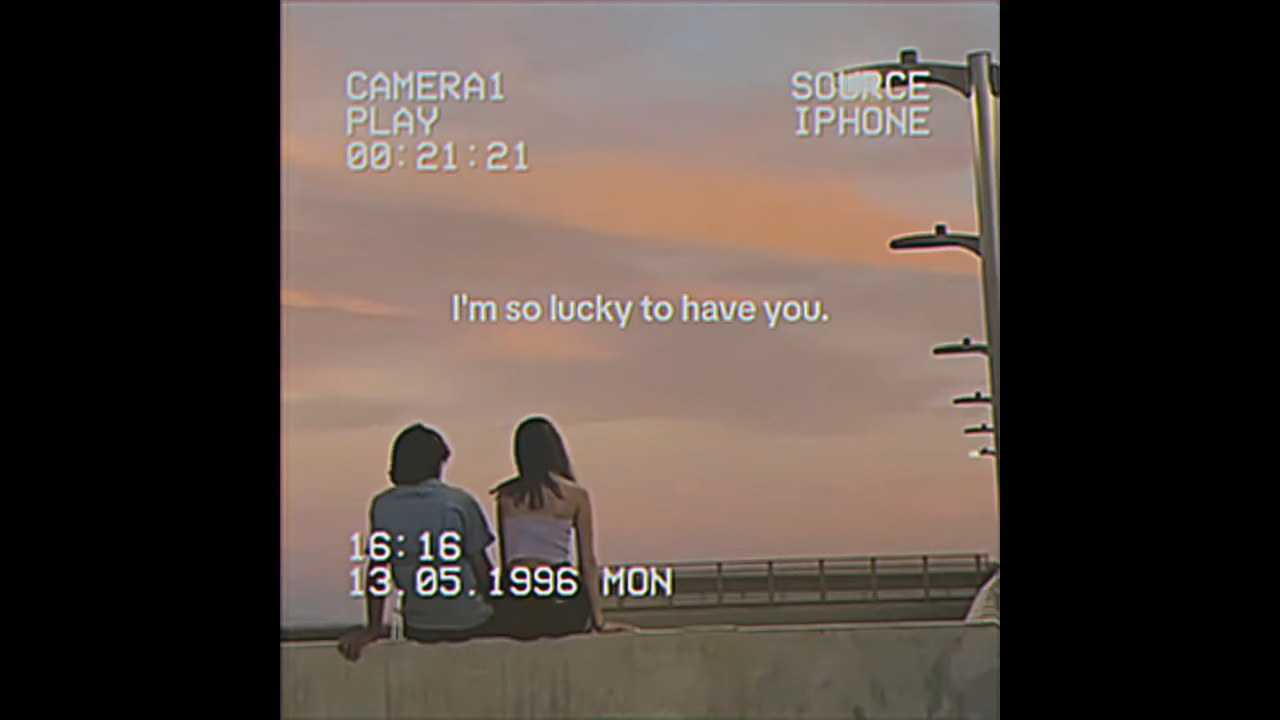 CAMERA1
PLAY
00:21:21
SOURCE
IPHONE
I'm so lucky to have you.
16:16
13.05.1996 MON